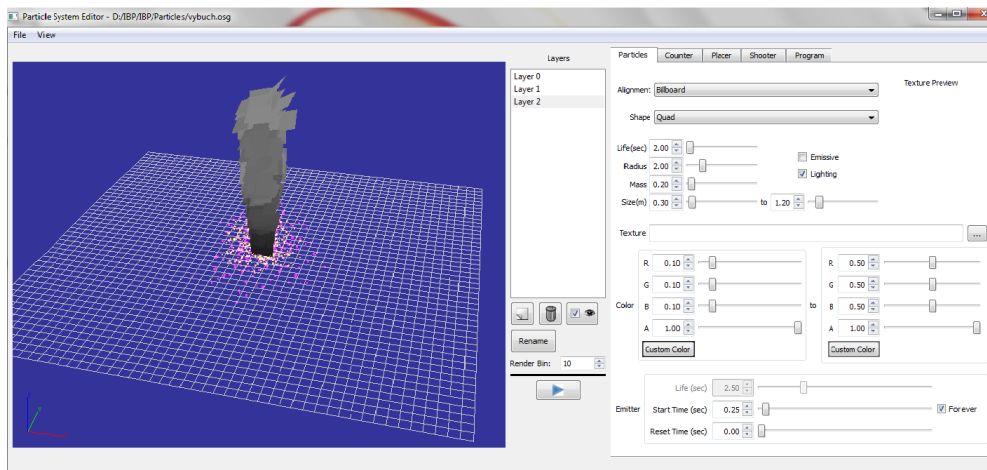 Particle System Editor - D:/IBP/IBP/Particles/vybuch.osg
File View
Layers
Layer 0
Layer 1
Layer 2
Rename
Render Bin: 10
Particles Counter Placer Shooter Program
Texture Preview
Alignment Billboard
Shape Quad
Life(sec) 2.00
Emissive
Radius 2.00
Lighting
Mass 0.20
Size(m) 0.30 to 1.20
Texture ...
R 0.10 R 0.50
G 0.10 G 0.50
Color B 0.10 to B 0.50
A 1.00 A 1.00
Custom Color Custom Color
Life (sec) 2.50
Emitter Start Time (sec) 0.25 Forever
Reset Time (sec) 0.00